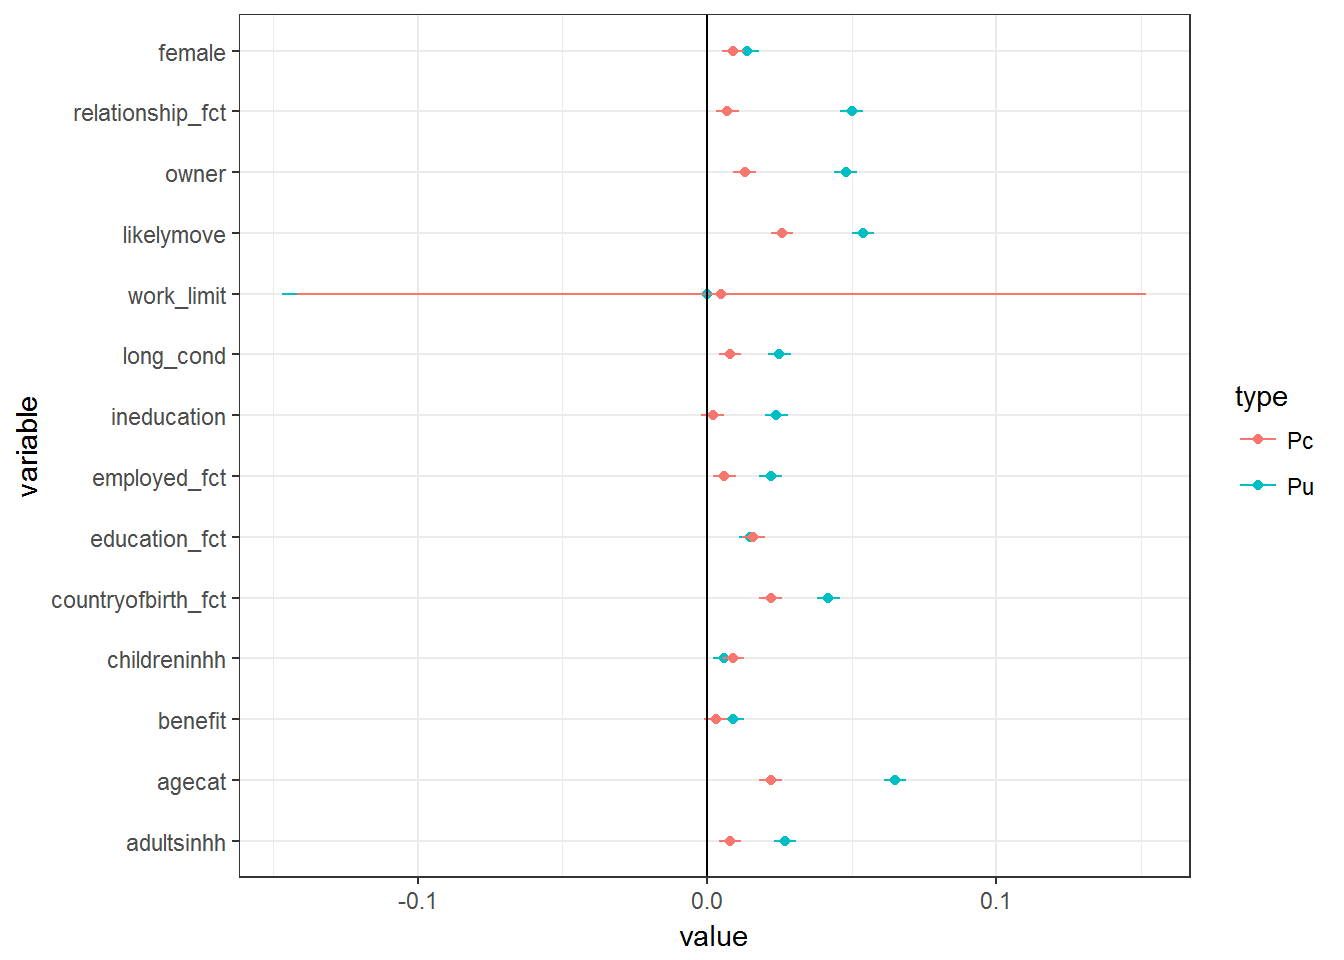 female
relationship_fct
owner
likelymove
work_limit
long_cond
ineducation
employed_fct
education_fct
countryofbirth_fct
childreninhh
benefit
agecat
adultsinhh
variable
-0.1 0.0 0.1
value
type
Pc
Pu